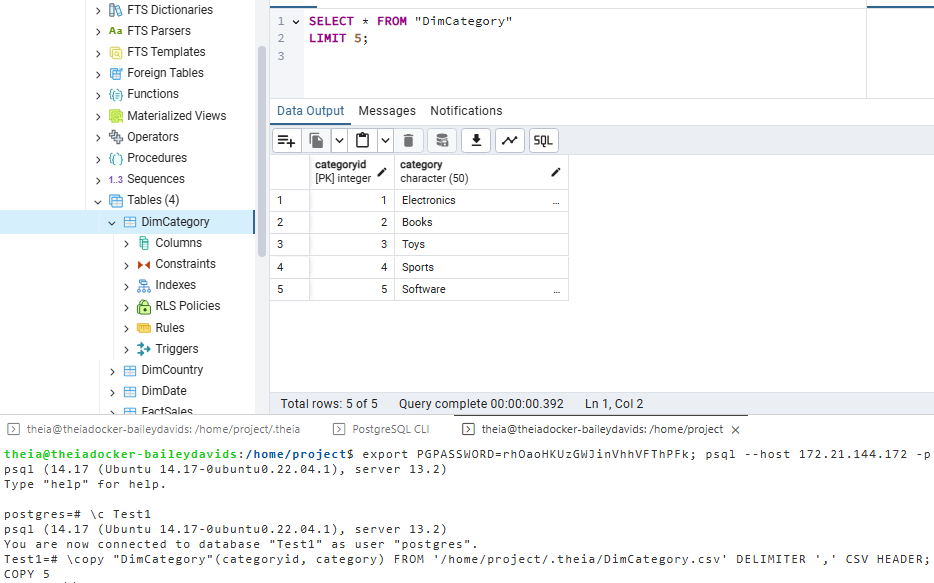 FTS Dictionaries
Aa FTS Parsers
FTS Templates
Foreign Tables
Functions
Materialized Views
Operators
Procedures
1..3 Sequences
Tables (4)
DimCategory
Columns
Constraints
Indexes
RLS Policies
Rules
Triggers
DimCountry
DimDate
FactSales
1 SELECT * FROM "DimCategory"
2 LIMIT 5;
3
Data Output Messages Notifications
SQL
categoryid category
[PK] integer character (50)
1 1 Electronics ...
2 2 Books
3 3 Toys
4 4 Sports
5 5 Software ...
Total rows: 5 of 5 Query complete 00:00:00.392 Ln 1, Col 2
theia@theiadocker-baileydavids: /home/project/.theia PostgreSQL CLI theia@theiadocker-baileydavids: /home/project
theia@theiadocker-baileydavids:/home/project$ export PGPASSWORD=rhOaoHKUzGWJinVhhVFThPFk; psql --host 172.21.144.172 -p
psql (14.17 (Ubuntu 14.17-0ubuntu0.22.04.1), server 13.2)
Type "help" for help.
postgres=# \c Test1
psql (14.17 (Ubuntu 14.17-0ubuntu0.22.04.1), server 13.2)
You are now connected to database "Test1" as user "postgres".
Test1=# \copy "DimCategory"(categoryid, category) FROM '/home/project/.theia/DimCategory.csv' DELIMITER ',' CSV HEADER;
COPY 5